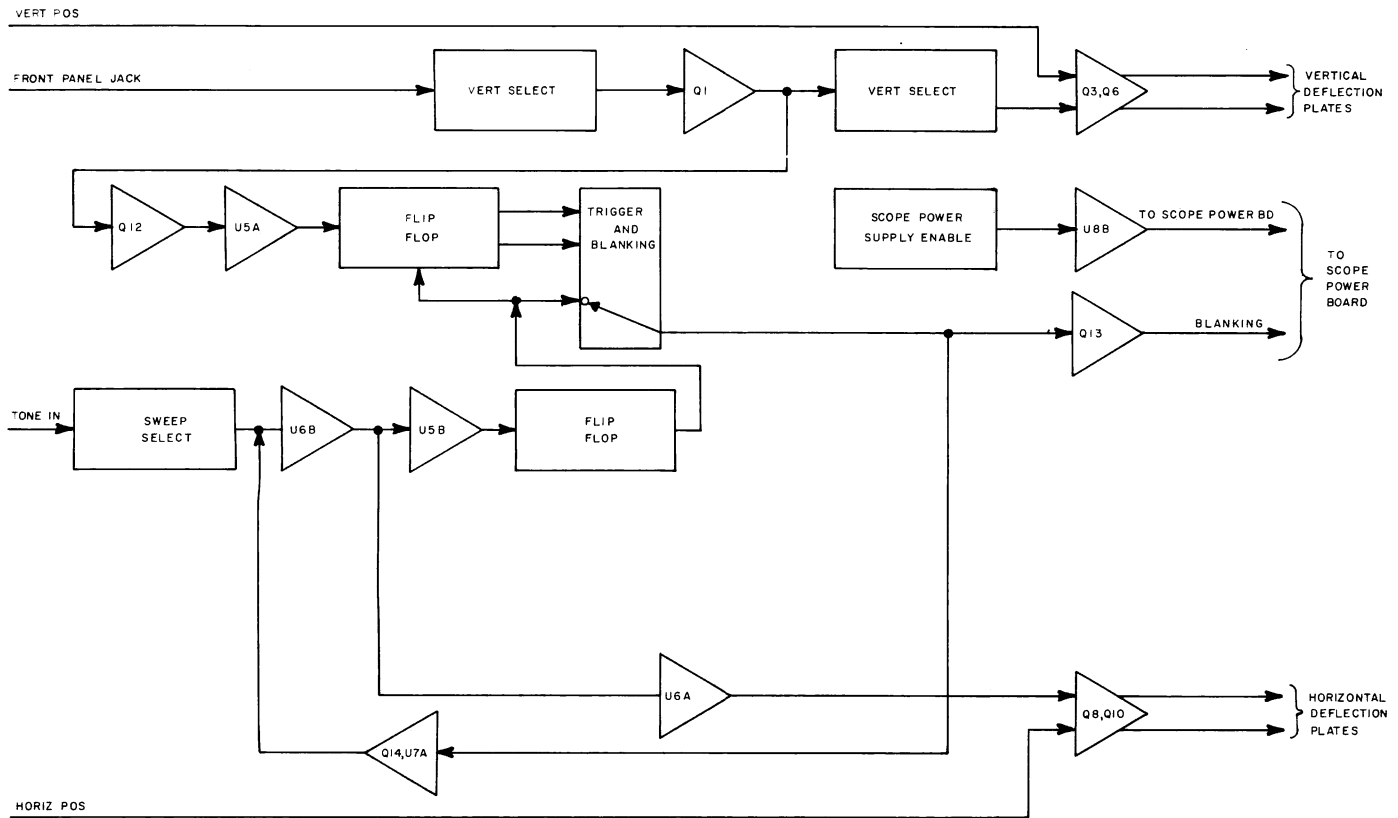 VERT POS
FRONT PANEL JACK
VERT SELECT
Q1
VERT SELECT
Q3,Q6
VERTICAL
DEFLECTION
PLATES
Q12
U5A
FLIP
FLOP
TRIGGER
AND
BLANKING
SCOPE POWER
SUPPLY ENABLE
U8B
TO SCOPE POWER BD
TO
SCOPE
POWER
BOARD
Q13
BLANKING
TONE IN
SWEEP
SELECT
U6B
U5B
FLIP
FLOP
U6A
Q8,Q10
HORIZONTAL
DEFLECTION
PLATES
Q14,U7A
HORIZ POS